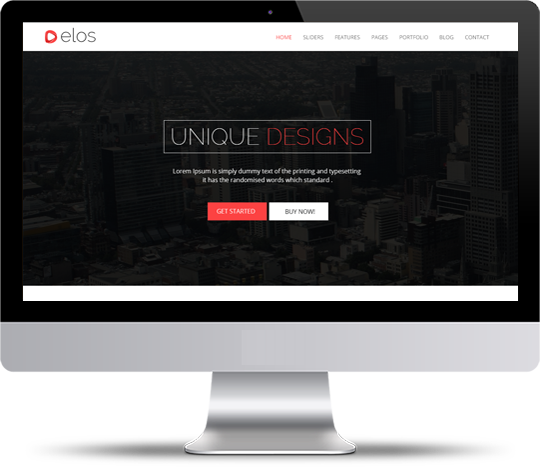 elos
HOME SLIDERS FEATURES PAGES PORTFOLIO BLOG CONTACT
UNIQUE DESIGNS
Lorem Ipsum is simply dummy text of the printing and typesetting
it has the randomised words which standard .
GET STARTED BUY NOW!